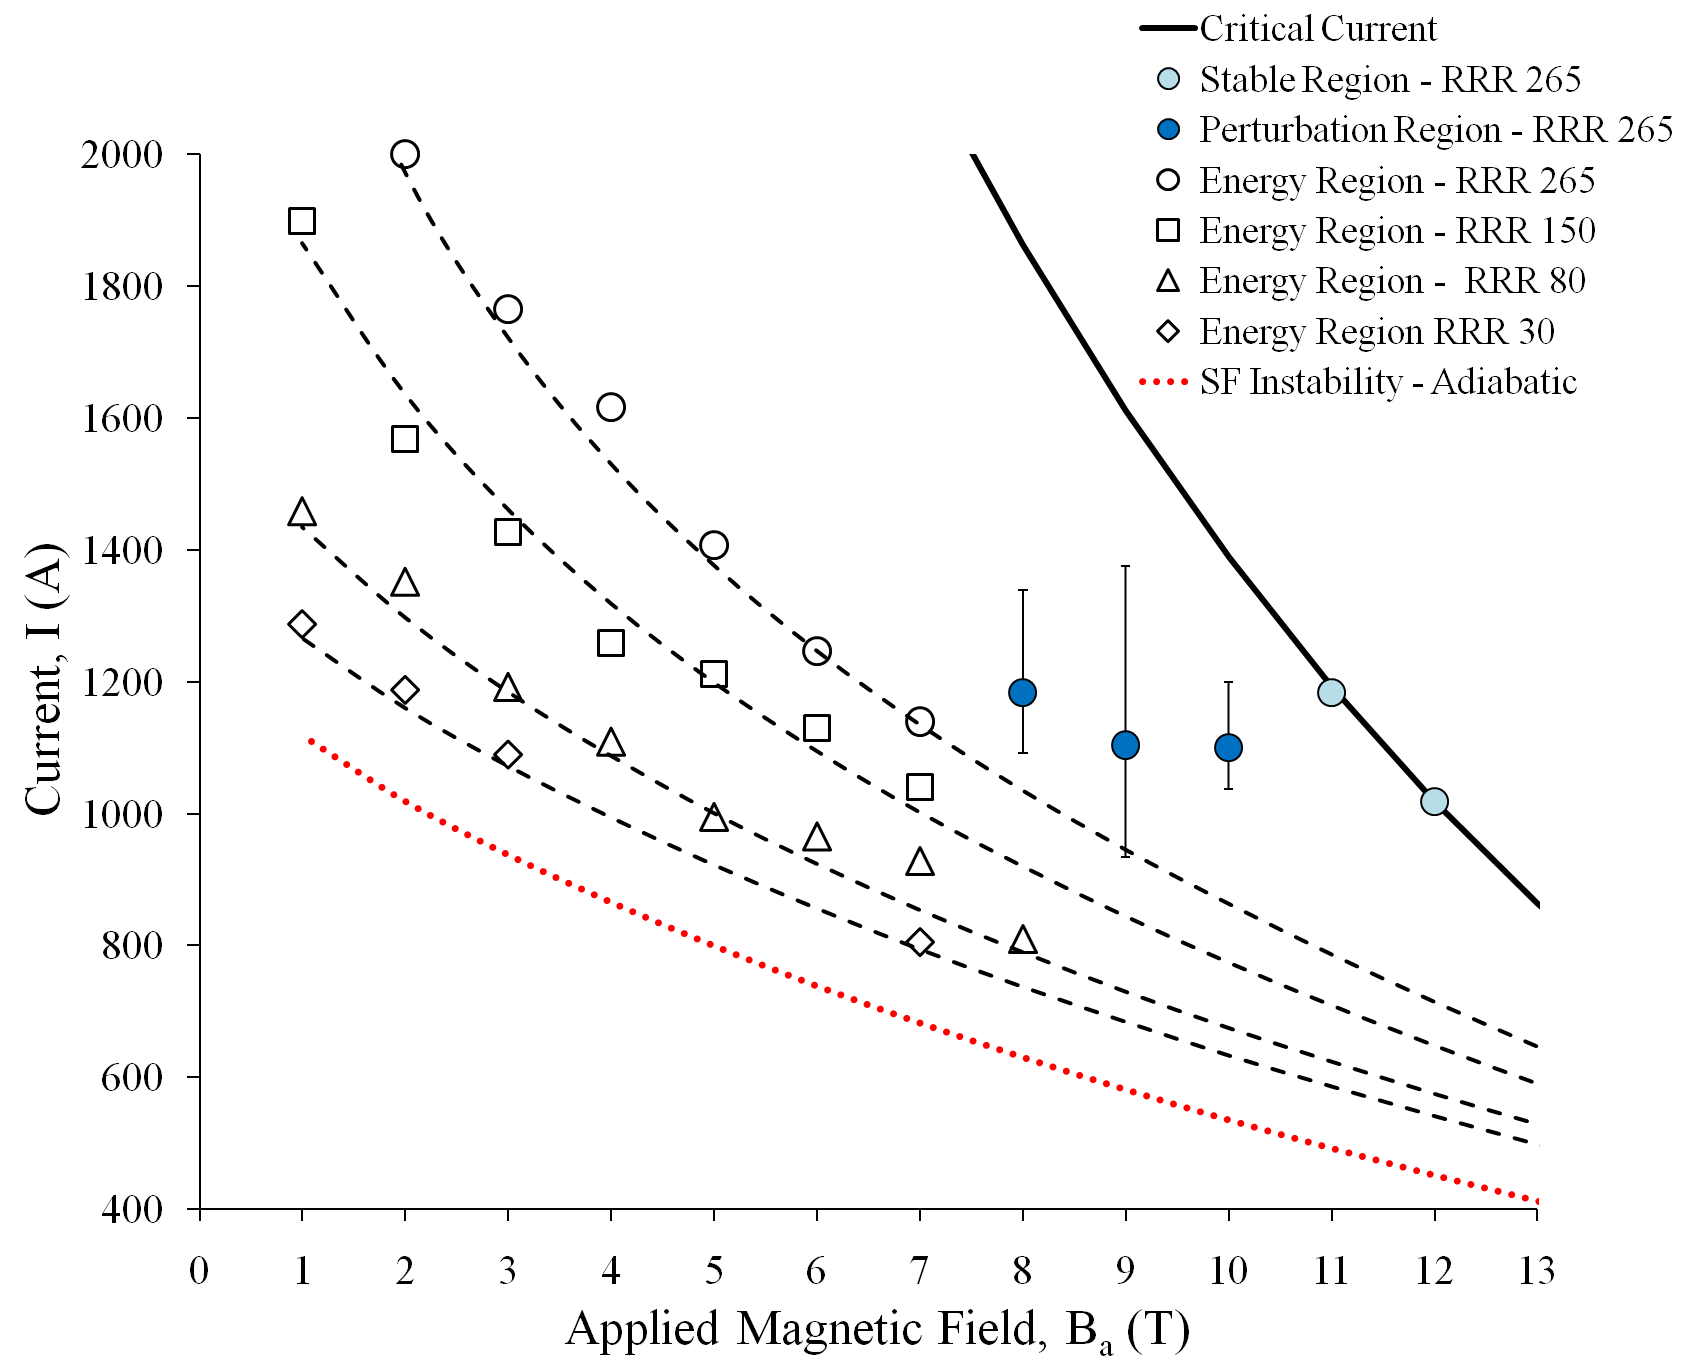 Critical Current
Stable Region - RRR 265
Perturbation Region - RRR 265
Energy Region - RRR 265
Energy Region - RRR 150
Energy Region -  RRR 80
Energy Region RRR 30
SF Instability - Adiabatic
2000
1800
1600
1400
1200
1000
800
600
400
Current, I (A)
0 1 2 3 4 5 6 7 8 9 10 11 12 13
Applied Magnetic Field, Ba (T)